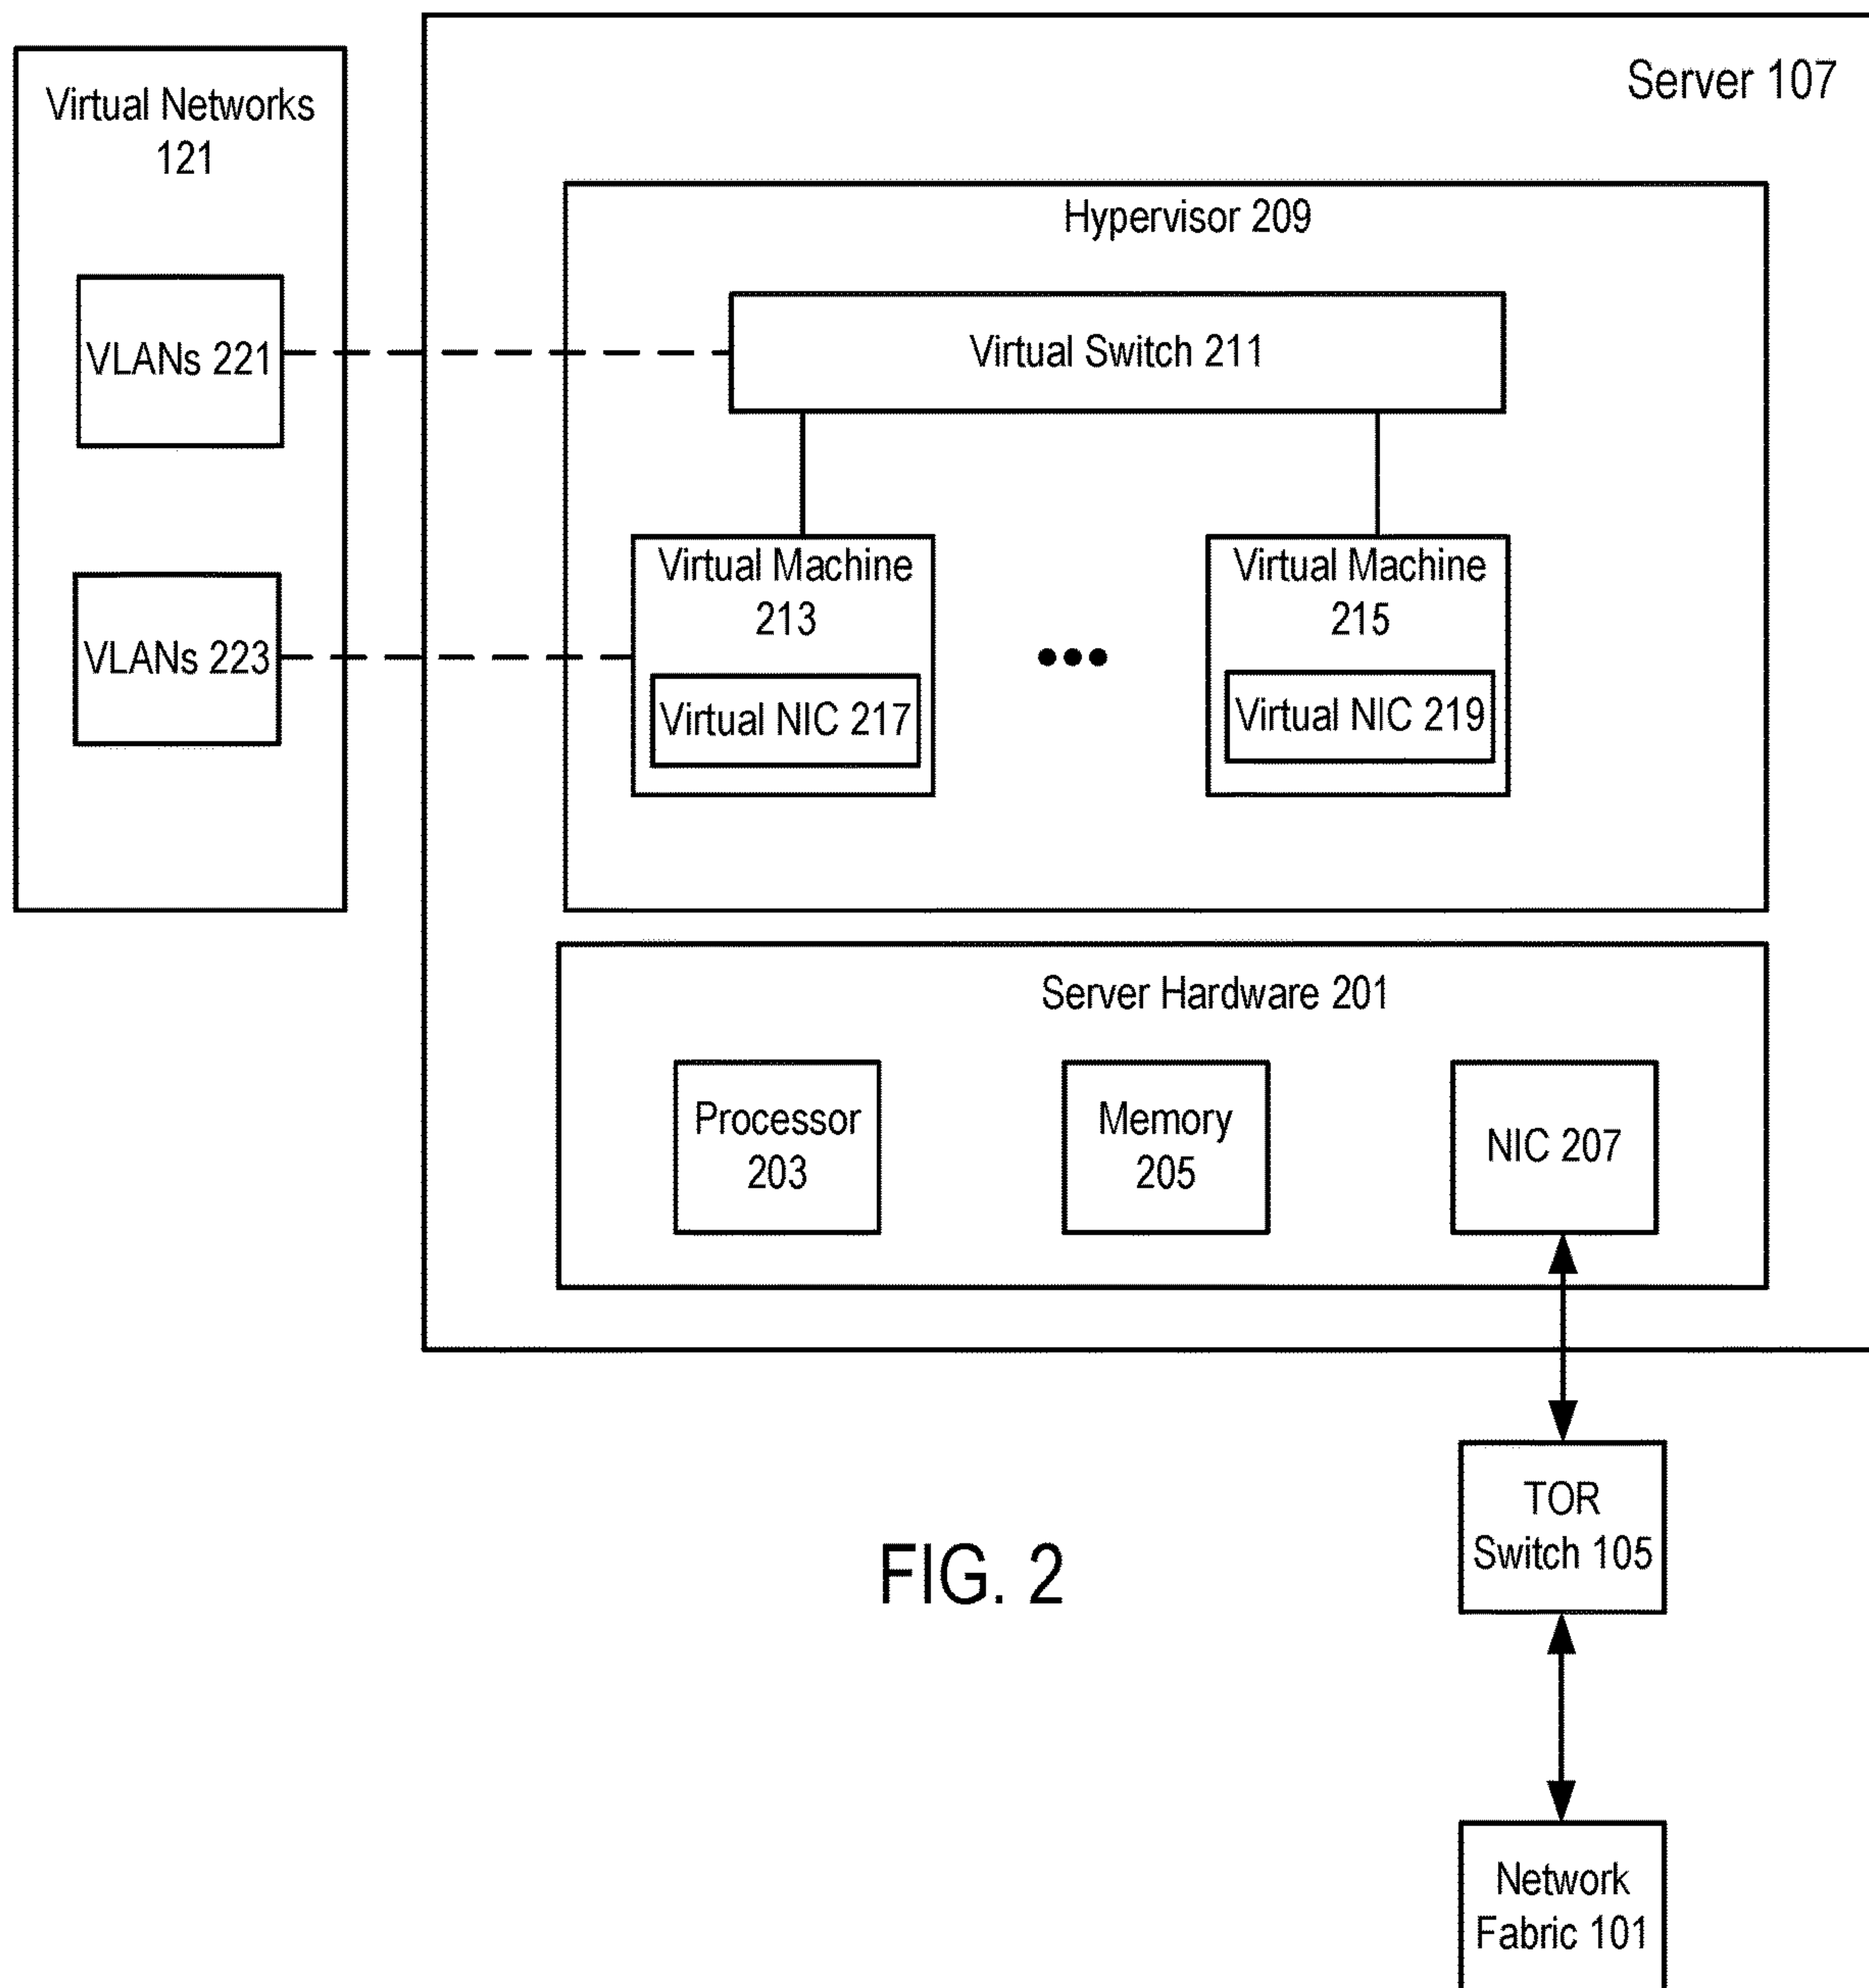 Server 107
Virtual Networks
121
Hypervisor 209
VLANs 221
Virtual Switch 211
Virtual Machine
213
Virtual Machine
215
VLANs 223
Virtual NIC 217
Virtual NIC 219
Server Hardware 201
Processor
203
Memory
205
NIC 207
TOR
Switch 105
FIG. 2
Network
Fabric 101